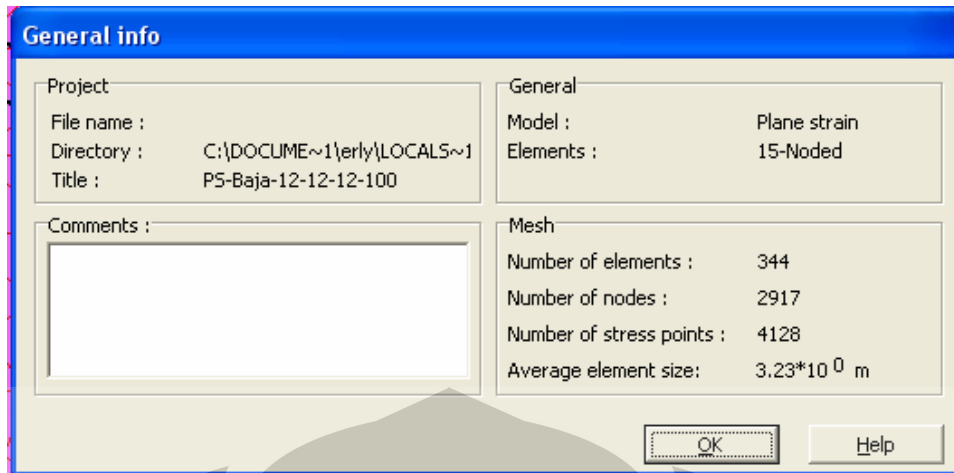 General info
Project
File name :
Directory : C:\DOCUME~1\erly\LOCALS~1
Title : PS-Baja-12-12-12-100
Comments :
General
Model : Plane strain
Elements : 15-Noded
Mesh
Number of elements : 344
Number of nodes : 2917
Number of stress points : 4128
Average element size: 3.23*10 0 m
OK Help